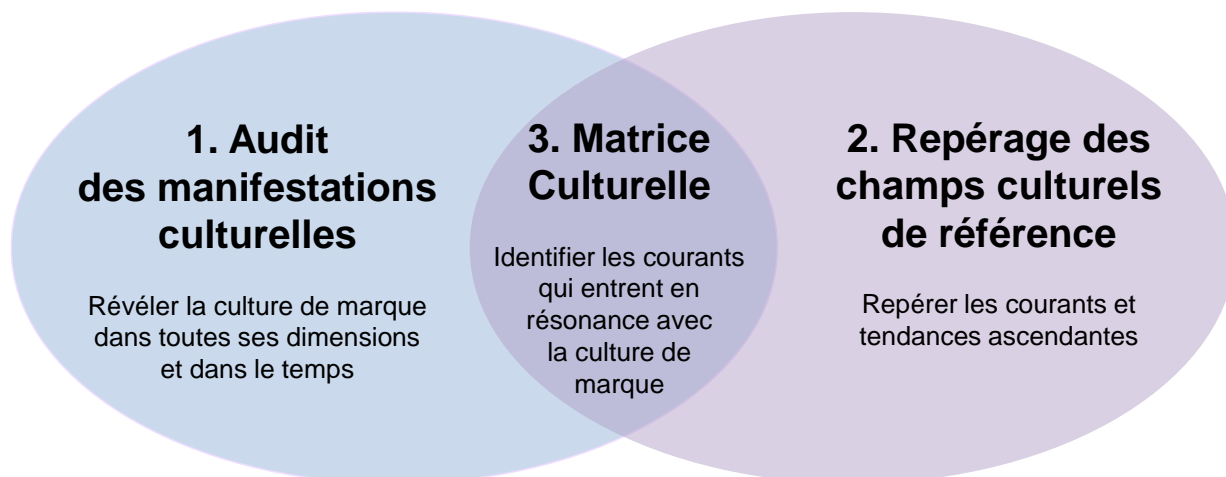 1. Audit
des manifestations
culturelles
Révéler la culture de marque
dans toutes ses dimensions
et dans le temps
3. Matrice
Culturelle
Identifier les courants
qui entrent en
résonance avec
la culture de
marque
2. Repérage des
champs culturels
de référence
Repérer les courants et
tendances ascendantes